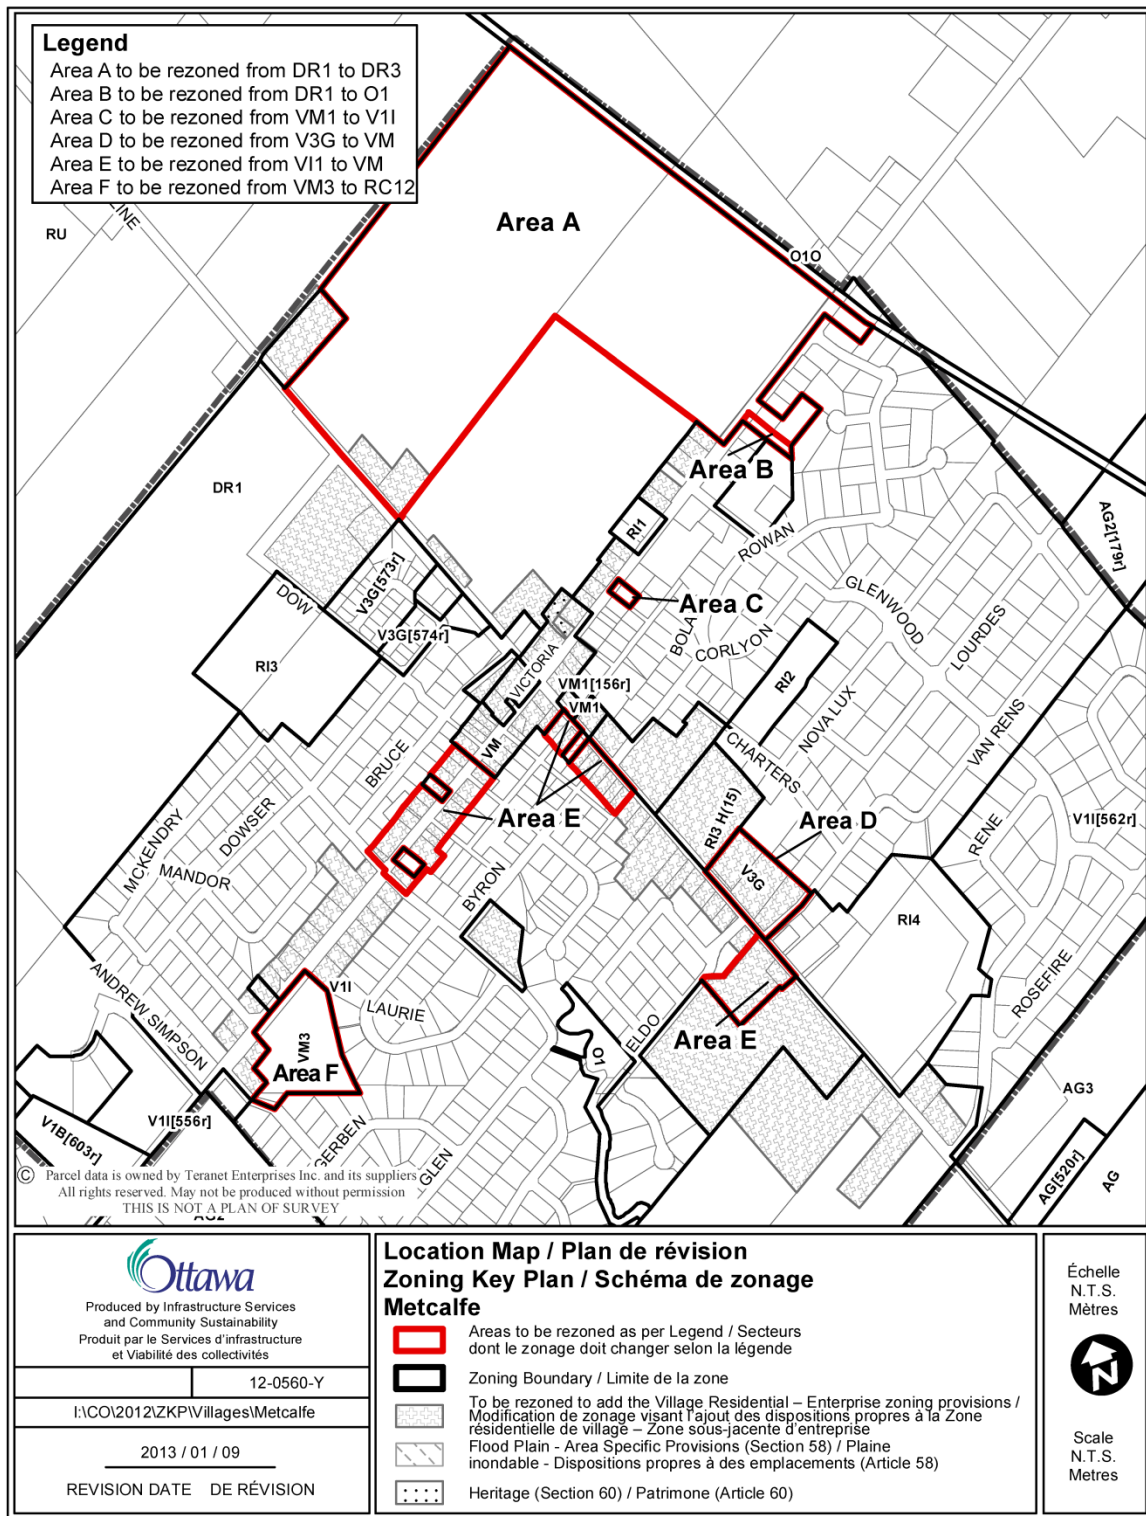 Legend
Area A to be rezoned from DR1 to DR3
Area B to be rezoned from DR1 to O1
Area C to be rezoned from VM1 to V1I
Area D to be rezoned from V3G to VM
Area E to be rezoned from VI1 to VM
Area F to be rezoned from VM3 to RC12
LINE
RU
Area A
O1O
DR1
Area B
RI1
ROWAN
AG2[179r]
V3G[573r]
DOW
V3G[574r]
Area C
BOLA
CORLYON
GLENWOOD
LOURDES
RI3
VICTORIA
VM1[156r]
VM1
RI2
NOVA LUX
VAN RENS
CHARTERS
VM
BRUCE
MCKENDRY
DOWSER
MANDOR
Area E
RI3 H(15)
Area D
V3G
RENE
V1I[562r]
BYRON
RI4
ROSEFIRE
ANDREW SIMPSON
V1I
LAURIE
VM3
Area F
ELDO
O1
Area E
AG3
V1B[603r]
V1I[556r]
GERBEN
GLEN
AG[520r]
AG
© Parcel data is owned by Teranet Enterprises Inc. and its suppliers
All rights reserved. May not be produced without permission
THIS IS NOT A PLAN OF SURVEY
AG2
Ottawa
Produced by Infrastructure Services
and Community Sustainability
Produit par le Services d'infrastructure
et Viabilité des collectivités
12-0560-Y
I:\CO\2012\ZKP\Villages\Metcalfe
2013 / 01 / 09
REVISION DATE DE RÉVISION
Location Map / Plan de révision
Zoning Key Plan / Schéma de zonage
Metcalfe
Areas to be rezoned as per Legend / Secteurs
dont le zonage doit changer selon la légende
Zoning Boundary / Limite de la zone
To be rezoned to add the Village Residential – Enterprise zoning provisions /
Modification de zonage visant l'ajout des dispositions propres à la Zone
résidentielle de village – Zone sous-jacente d'entreprise
Flood Plain - Area Specific Provisions (Section 58) / Plaine
inondable - Dispositions propres à des emplacements (Article 58)
Heritage (Section 60) / Patrimone (Article 60)
Échelle
N.T.S.
Mètres
N
Scale
N.T.S.
Metres